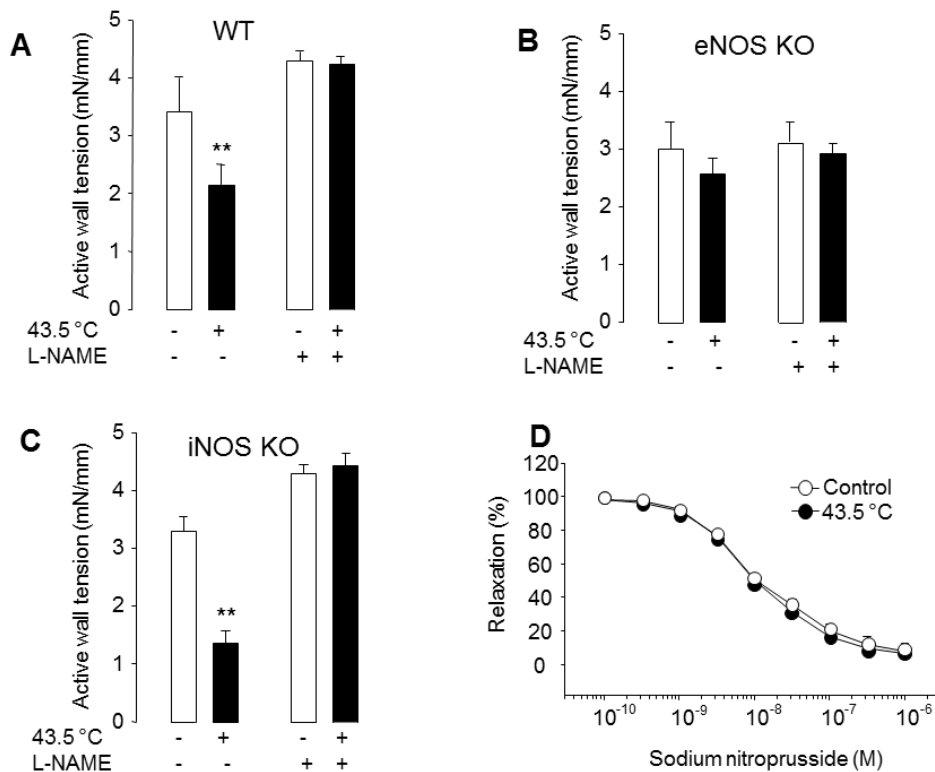 A
WT
Active wall tension (mN/mm)
5
4
3
2
1
0
**
43.5 °C - + - +
L-NAME - - + +
B
eNOS KO
Active wall tension (mN/mm)
5
4
3
2
1
0
43.5 °C - + - +
L-NAME - - + +
C
iNOS KO
Active wall tension (mN/mm)
5
4
3
2
1
0
**
43.5 °C - + - +
L-NAME - - + +
D
Relaxation (%)
120
100
80
60
40
20
0
Control
43.5 °C
10⁻¹⁰ 10⁻⁹ 10⁻⁸ 10⁻⁷ 10⁻⁶
Sodium nitroprusside (M)